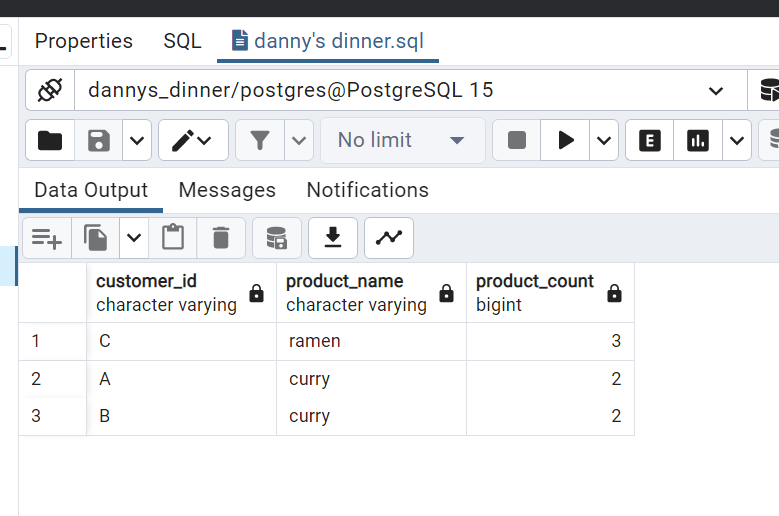 Properties SQL danny's dinner.sql
dannys_dinner/postgres@PostgreSQL 15
No limit E
Data Output Messages Notifications
customer_id product_name product_count
character varying character varying bigint
1 C ramen 3
2 A curry 2
3 B curry 2